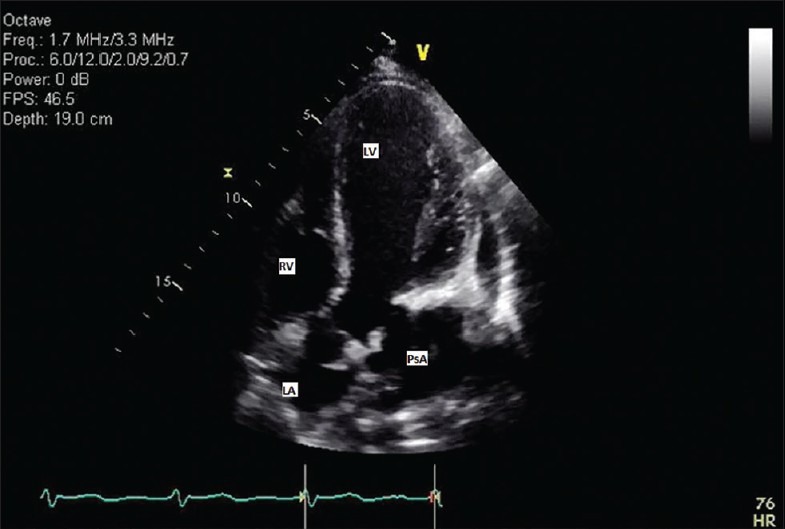 Octave
Freq.: 1.7 MHz/3.3 MHz
Proc.: 6.0/12.0/2.0/9.2/0.7
Power: 0 dB
FPS: 46.5
Depth: 19.0 cm
V
5
LV
10
RV
15
PsA
LA
76
HR